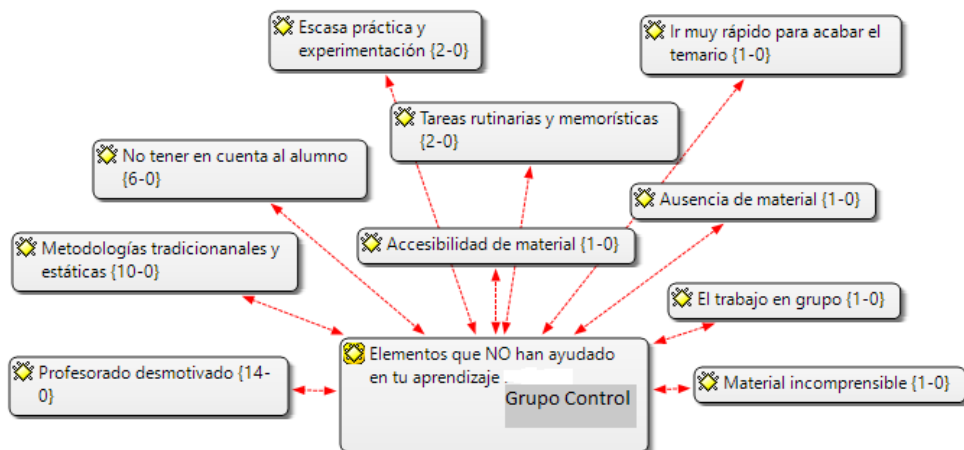 Escasa práctica y
experimentación {2-0}
Ir muy rápido para acabar el
temario {1-0}
Tareas rutinarias y memorísticas
{2-0}
No tener en cuenta al alumno
{6-0}
Ausencia de material {1-0}
Metodologías tradicionanales y
estáticas {10-0}
Accesibilidad de material {1-0}
El trabajo en grupo {1-0}
Profesorado desmotivado {14-
0}
Elementos que NO han ayudado
en tu aprendizaje
Grupo Control
Material incomprensible {1-0}